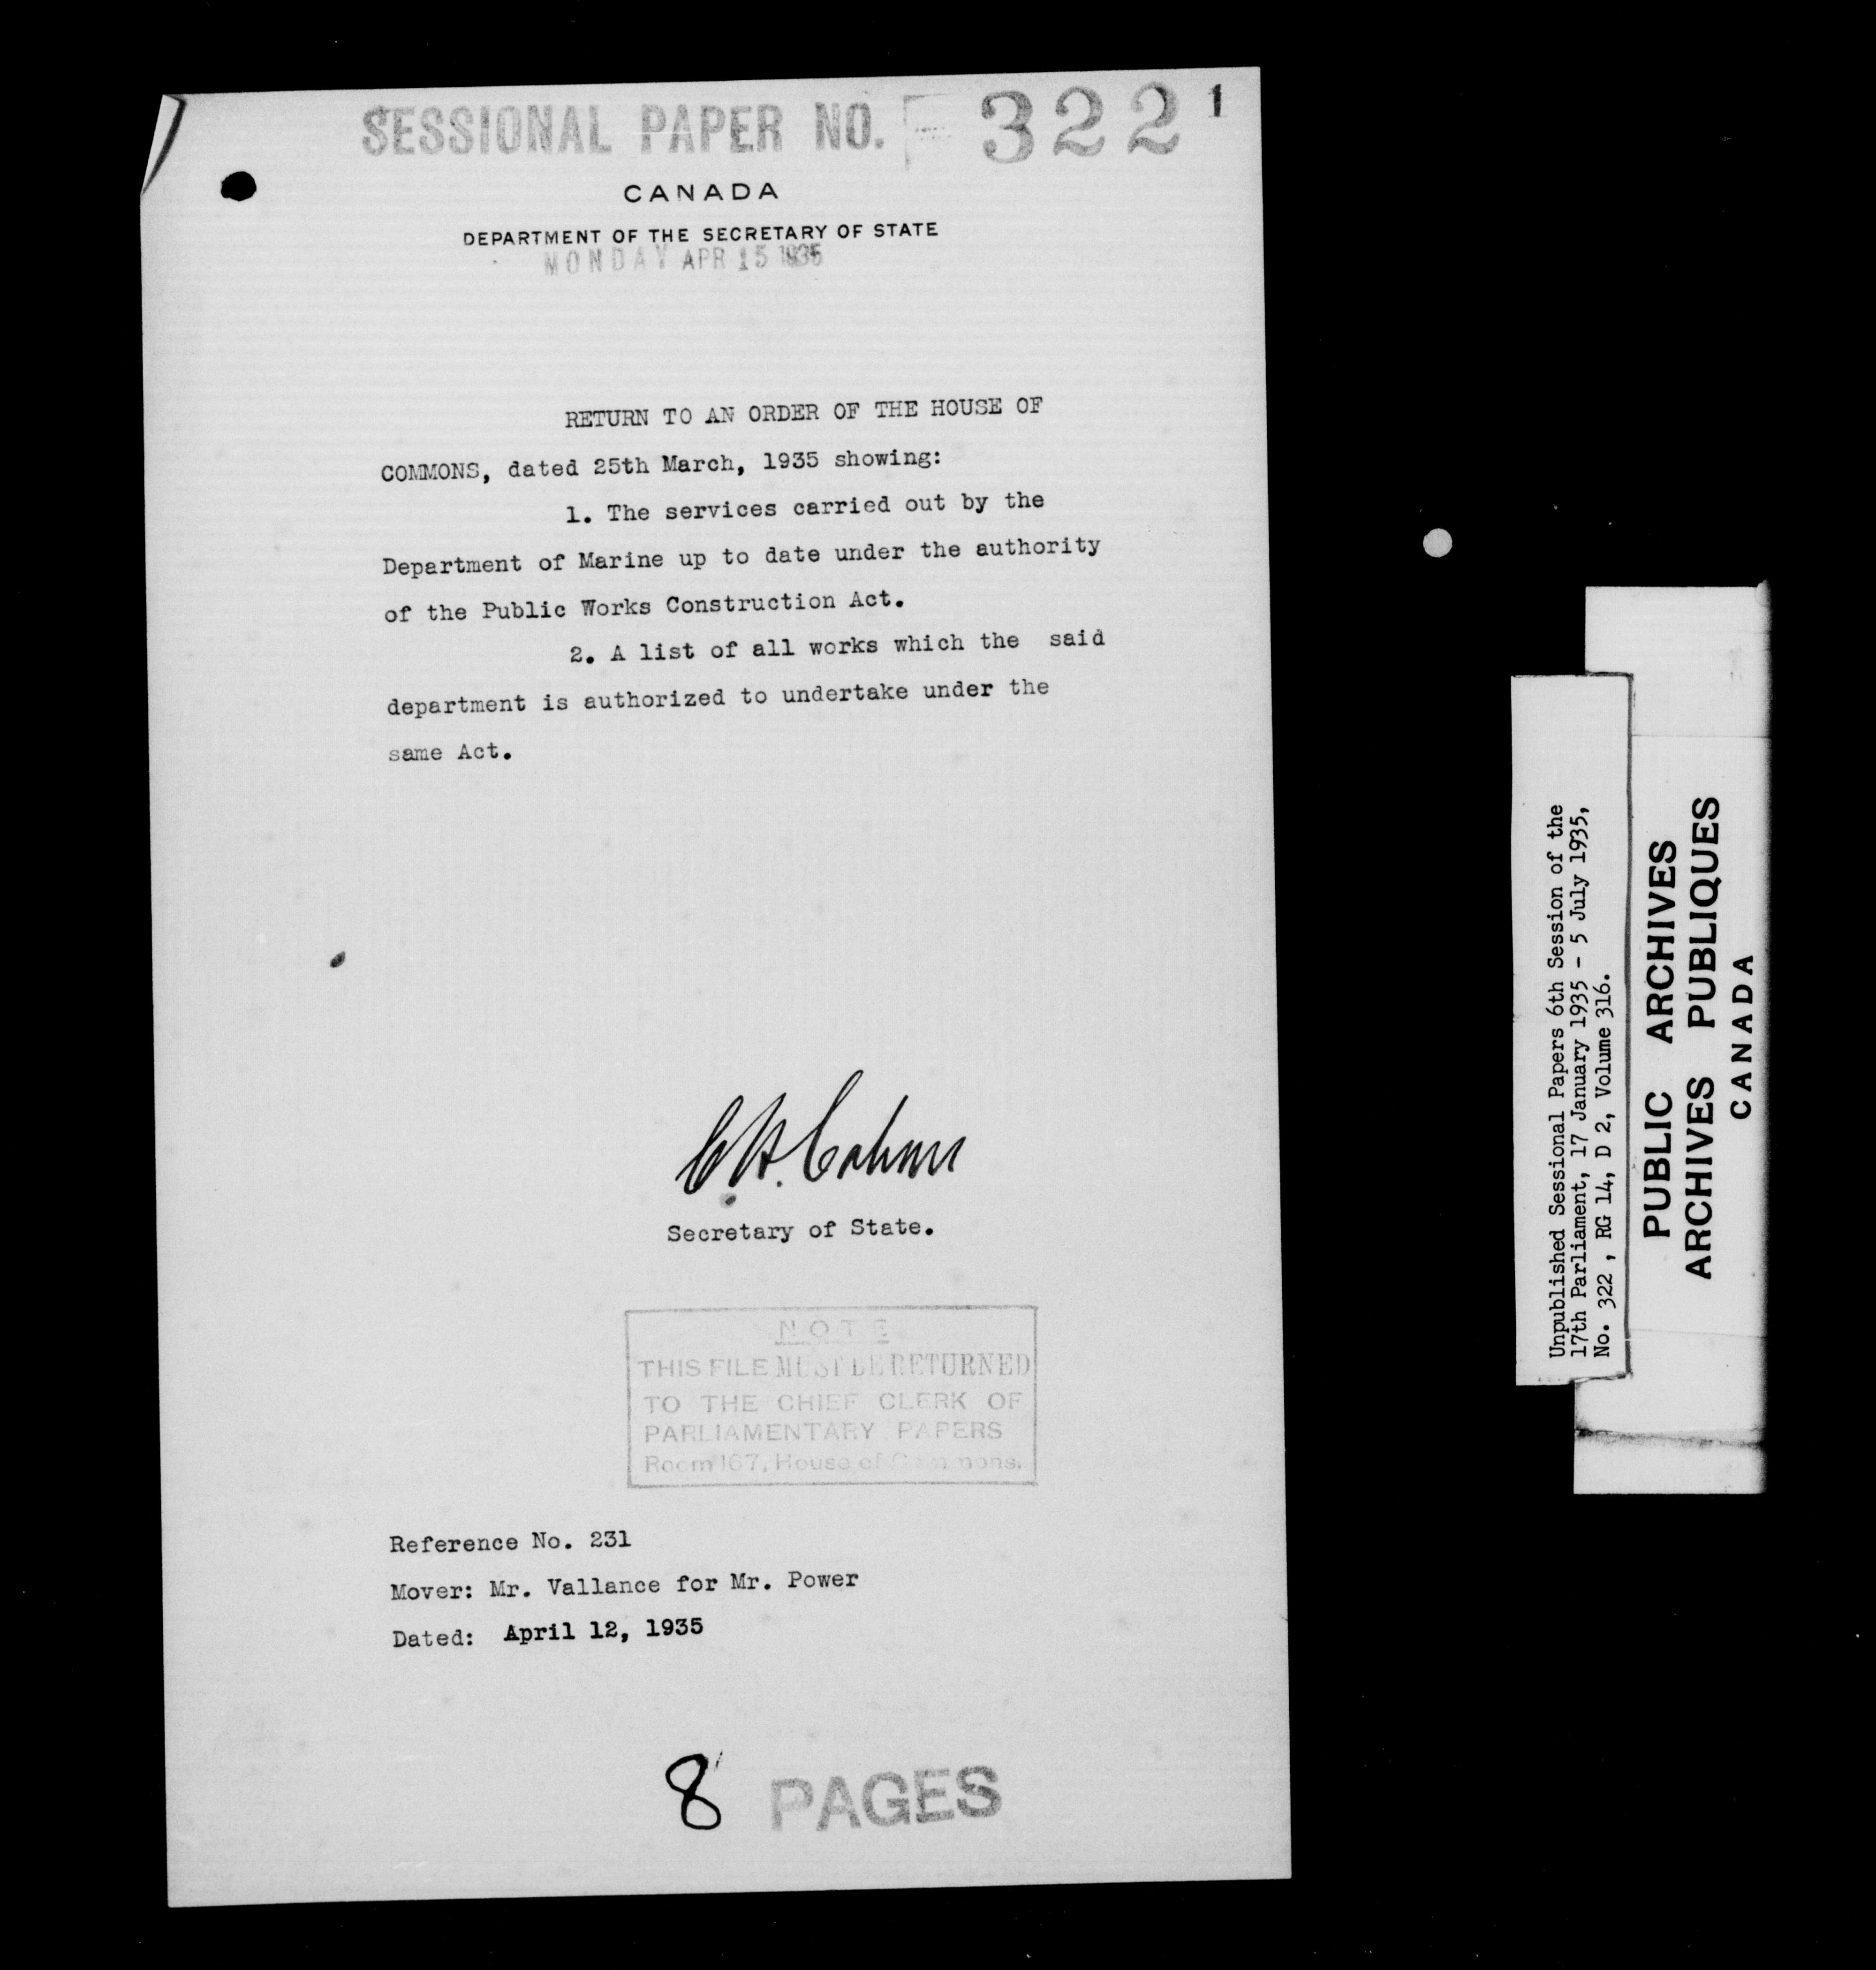 SESSIONAL PAPER NO. 322 1
CANADA
DEPARTMENT OF THE SECRETARY OF STATE
MONDAY APR 15 1935
RETURN TO AN ORDER OF THE HOUSE OF
COMMONS, dated 25th March, 1935 showing:
1. The services carried out by the
Department of Marine up to date under the authority
of the Public Works Construction Act.
2. A list of all works which the said
department is authorized to undertake under the
same Act.
C.H. Cahan
Secretary of State.
NOTE
THIS FILE MUST BE RETURNED
TO THE CHIEF CLERK OF
PARLIAMENTARY PAPERS
Room 167, House of Commons.
Reference No. 231
Mover: Mr. Vallance for Mr. Power
Dated: April 12, 1935
8 PAGES
Unpublished Sessional Papers 6th Session of the
17th Parliament, 17 January 1935 - 5 July 1935,
No. 322 , RG 14, D 2, Volume 316.
PUBLIC ARCHIVES
ARCHIVES PUBLIQUES
CANADA